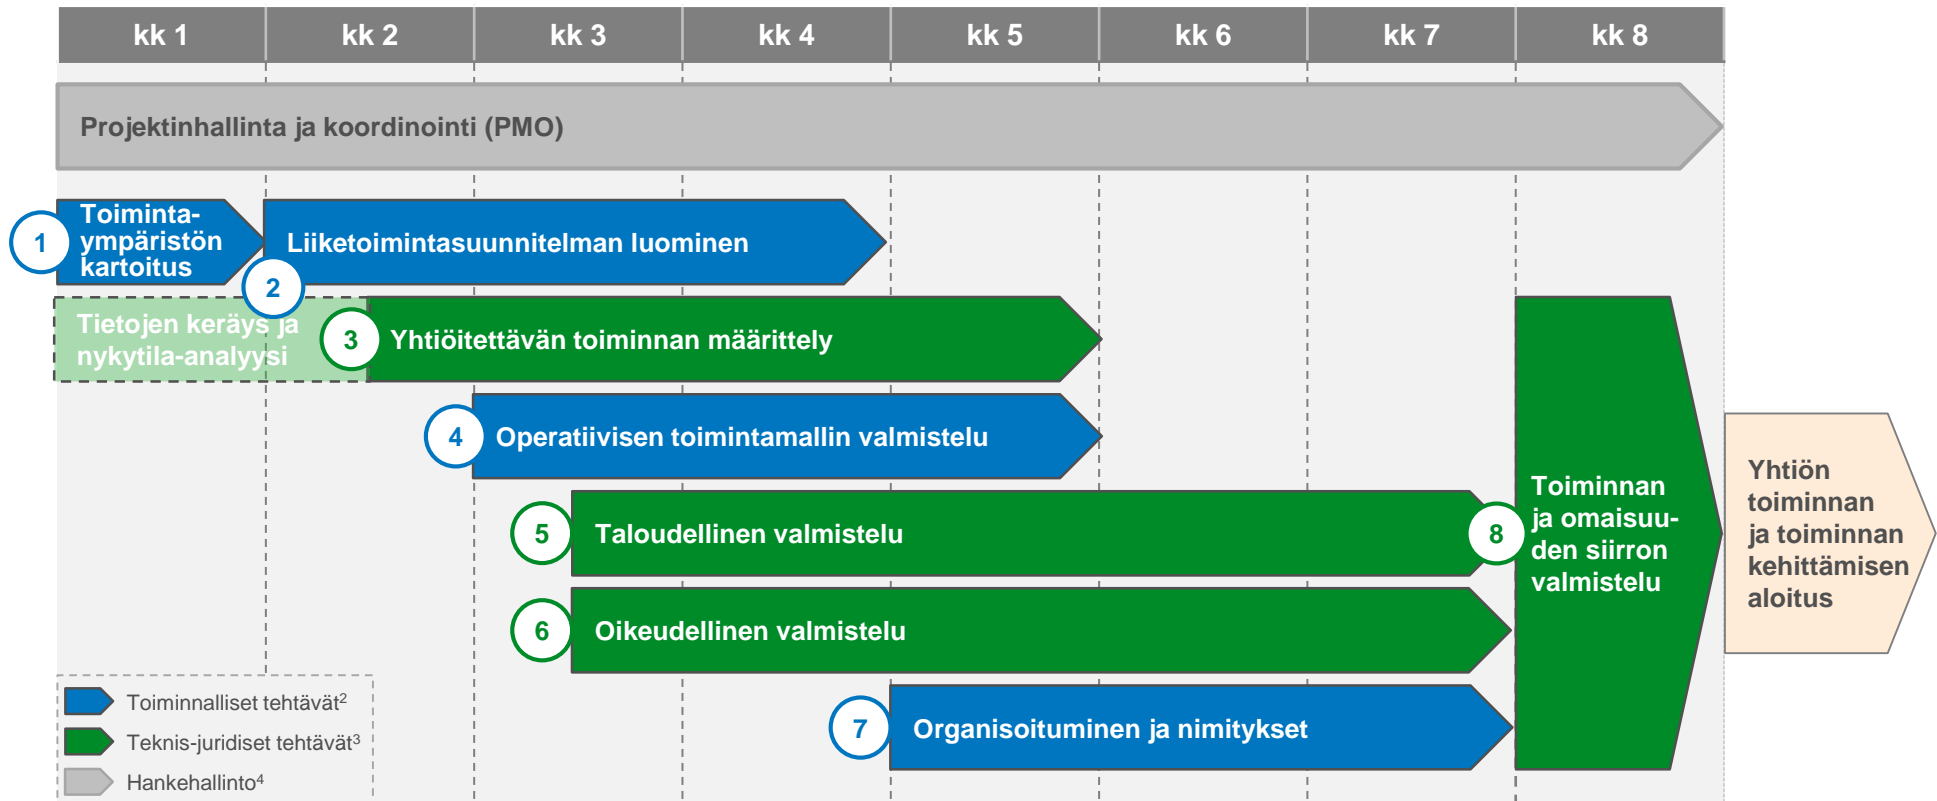 kk 1 kk 2 kk 3 kk 4 kk 5 kk 6 kk 7 kk 8
Projektinhallinta ja koordinointi (PMO)
1
Toiminta-
ympäristön
kartoitus
2
Liiketoimintasuunnitelman luominen
Tietojen keräys ja
nykytila-analyysi
3
Yhtiöitettävän toiminnan määrittely
4
Operatiivisen toimintamallin valmistelu
5
Taloudellinen valmistelu
6
Oikeudellinen valmistelu
7
Organisoituminen ja nimitykset
8
Toiminnan
ja omaisuu-
den siirron
valmistelu
Yhtiön
toiminnan
ja toiminnan
kehittämisen
aloitus
Toiminnalliset tehtävät²
Teknis-juridiset tehtävät³
Hankehallinto⁴